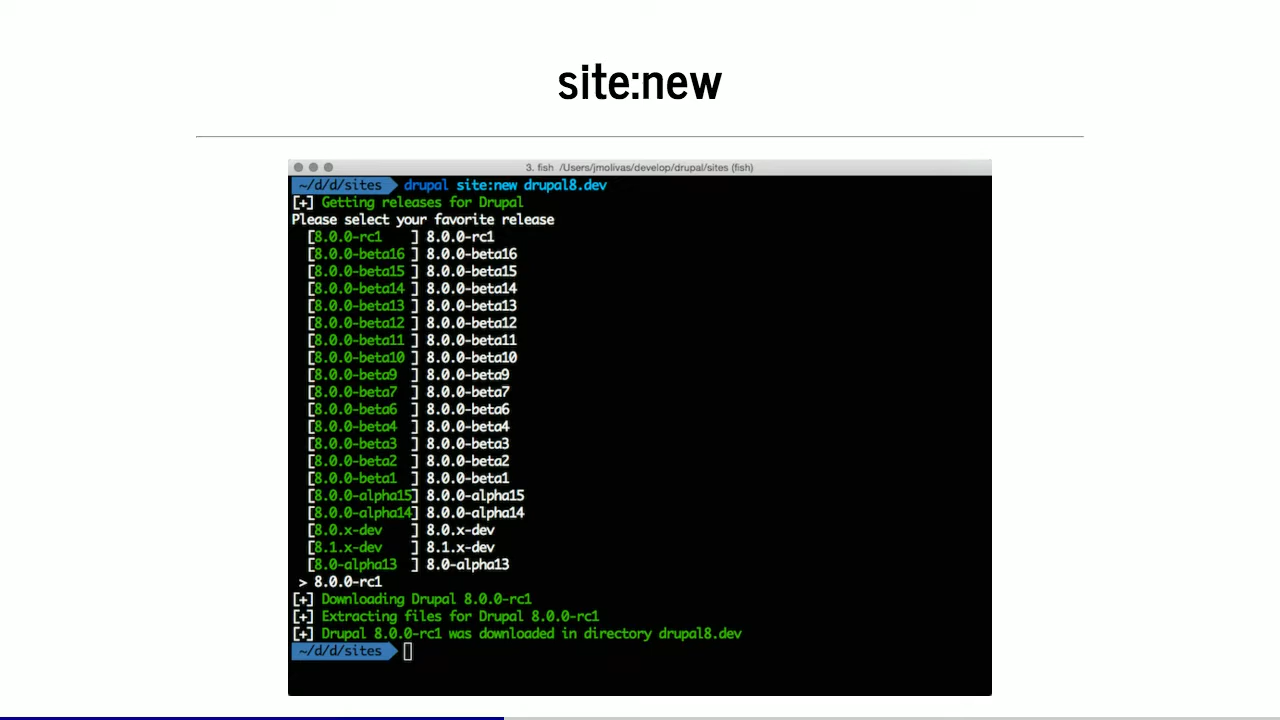 site:new
3. fish /Users/jmolivas/develop/drupal/sites (fish)
~/d/d/sites drupal site:new drupal8.dev
[+] Getting releases for Drupal
Please select your favorite release
[8.0.0-rc1 ] 8.0.0-rc1
[8.0.0-beta16 ] 8.0.0-beta16
[8.0.0-beta15 ] 8.0.0-beta15
[8.0.0-beta14 ] 8.0.0-beta14
[8.0.0-beta13 ] 8.0.0-beta13
[8.0.0-beta12 ] 8.0.0-beta12
[8.0.0-beta11 ] 8.0.0-beta11
[8.0.0-beta10 ] 8.0.0-beta10
[8.0.0-beta9 ] 8.0.0-beta9
[8.0.0-beta7 ] 8.0.0-beta7
[8.0.0-beta6 ] 8.0.0-beta6
[8.0.0-beta4 ] 8.0.0-beta4
[8.0.0-beta3 ] 8.0.0-beta3
[8.0.0-beta2 ] 8.0.0-beta2
[8.0.0-beta1 ] 8.0.0-beta1
[8.0.0-alpha15] 8.0.0-alpha15
[8.0.0-alpha14] 8.0.0-alpha14
[8.0.x-dev ] 8.0.x-dev
[8.1.x-dev ] 8.1.x-dev
[8.0-alpha13 ] 8.0-alpha13
> 8.0.0-rc1
[+] Downloading Drupal 8.0.0-rc1
[+] Extracting files for Drupal 8.0.0-rc1
[+] Drupal 8.0.0-rc1 was downloaded in directory drupal8.dev
~/d/d/sites